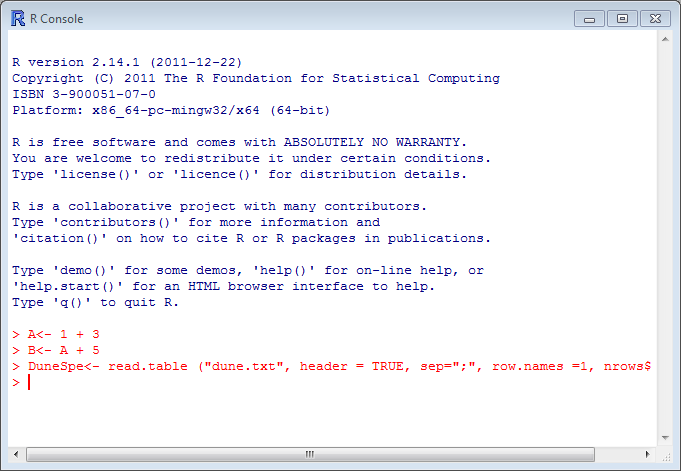 R Console
R version 2.14.1 (2011-12-22)
Copyright (C) 2011 The R Foundation for Statistical Computing
ISBN 3-900051-07-0
Platform: x86_64-pc-mingw32/x64 (64-bit)
R is free software and comes with ABSOLUTELY NO WARRANTY.
You are welcome to redistribute it under certain conditions.
Type 'license()' or 'licence()' for distribution details.
R is a collaborative project with many contributors.
Type 'contributors()' for more information and
'citation()' on how to cite R or R packages in publications.
Type 'demo()' for some demos, 'help()' for on-line help, or
'help.start()' for an HTML browser interface to help.
Type 'q()' to quit R.
> A<- 1 + 3
> B<- A + 5
> DuneSpe<- read.table ("dune.txt", header = TRUE, sep=";", row.names =1, nrows$
>